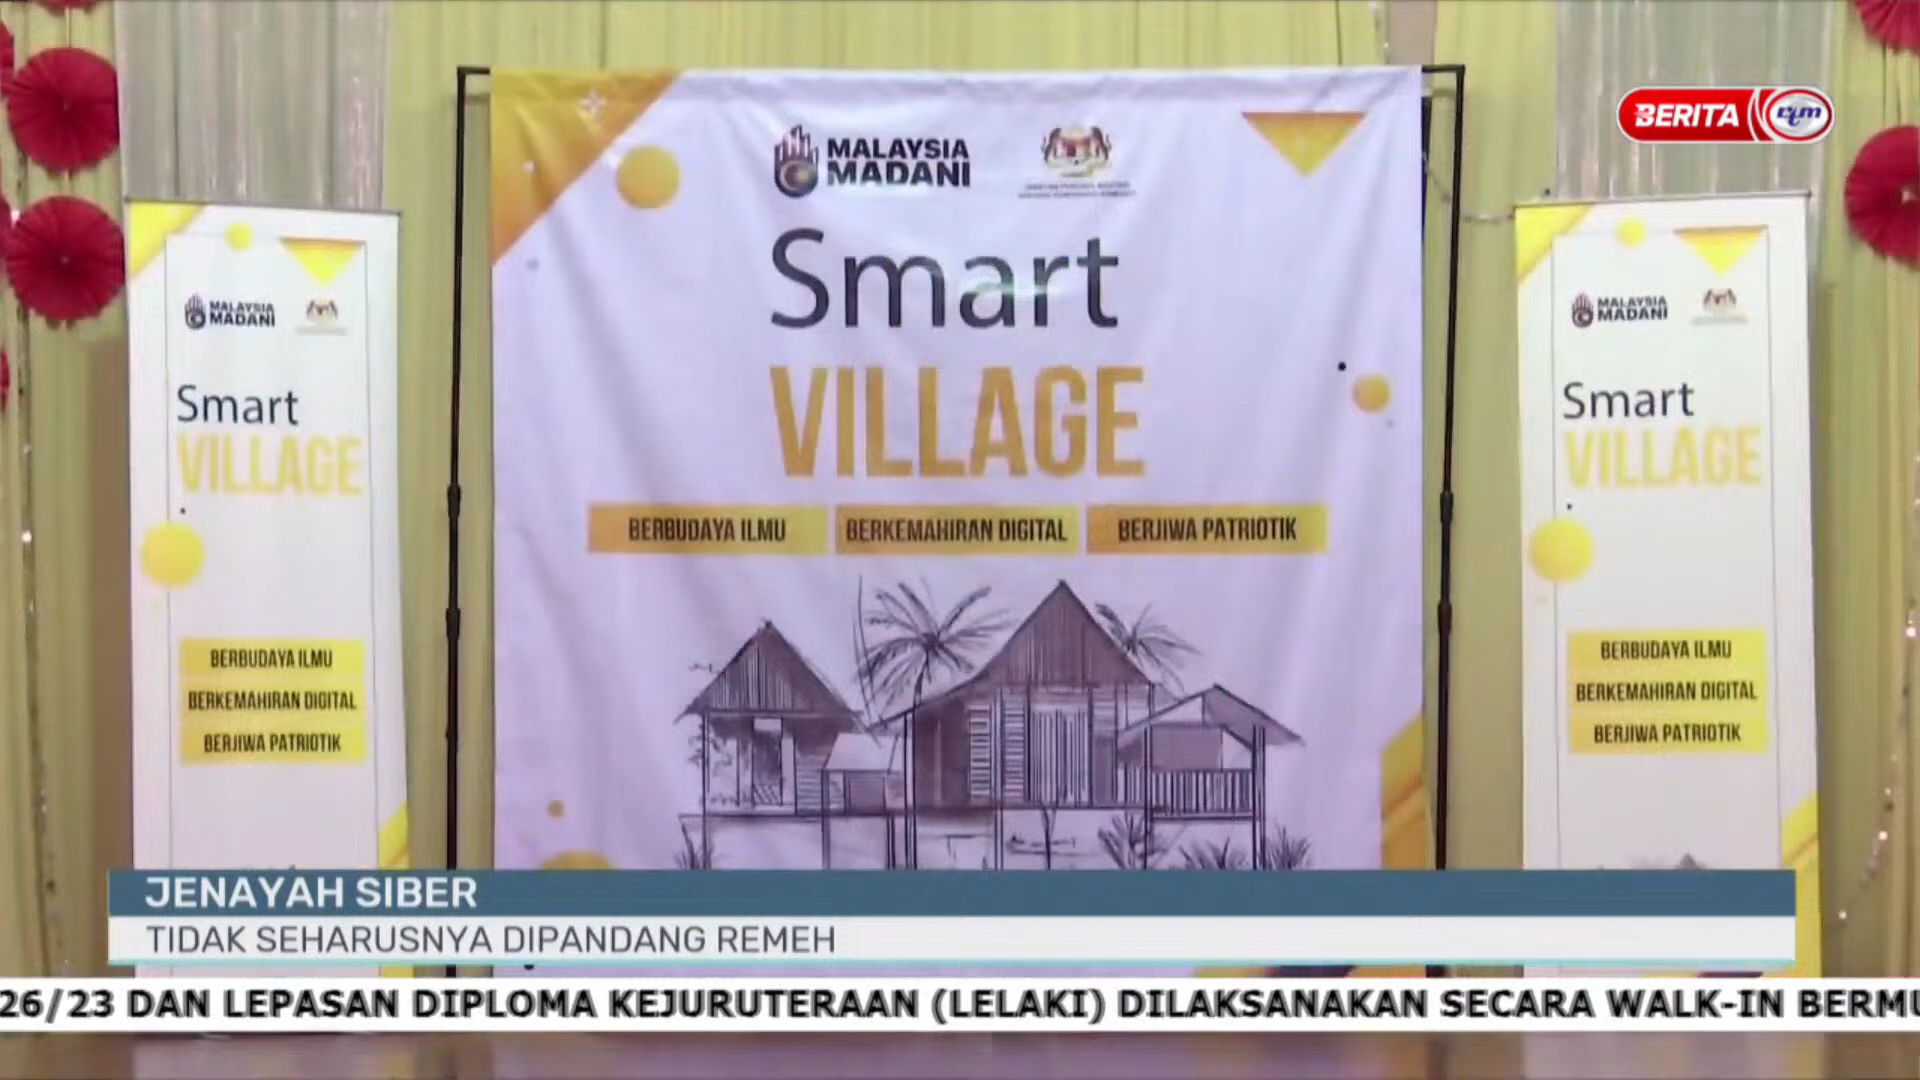 BERITA rtm
MALAYSIA
MADANI
Smart
VILLAGE
BERBUDAYA ILMU BERKEMAHIRAN DIGITAL BERJIWA PATRIOTIK
MALAYSIA
MADANI
Smart
VILLAGE
BERBUDAYA ILMU
BERKEMAHIRAN DIGITAL
BERJIWA PATRIOTIK
MALAYSIA
MADANI
Smart
VILLAGE
BERBUDAYA ILMU
BERKEMAHIRAN DIGITAL
BERJIWA PATRIOTIK
JENAYAH SIBER
TIDAK SEHARUSNYA DIPANDANG REMEH
26/23 DAN LEPASAN DIPLOMA KEJURUTERAAN (LELAKI) DILAKSANAKAN SECARA WALK-IN BERMU